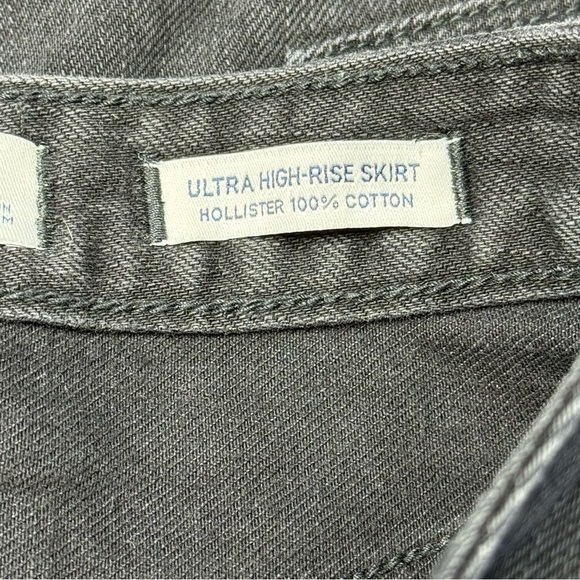 ULTRA HIGH-RISE SKIRT
HOLLISTER 100% COTTON